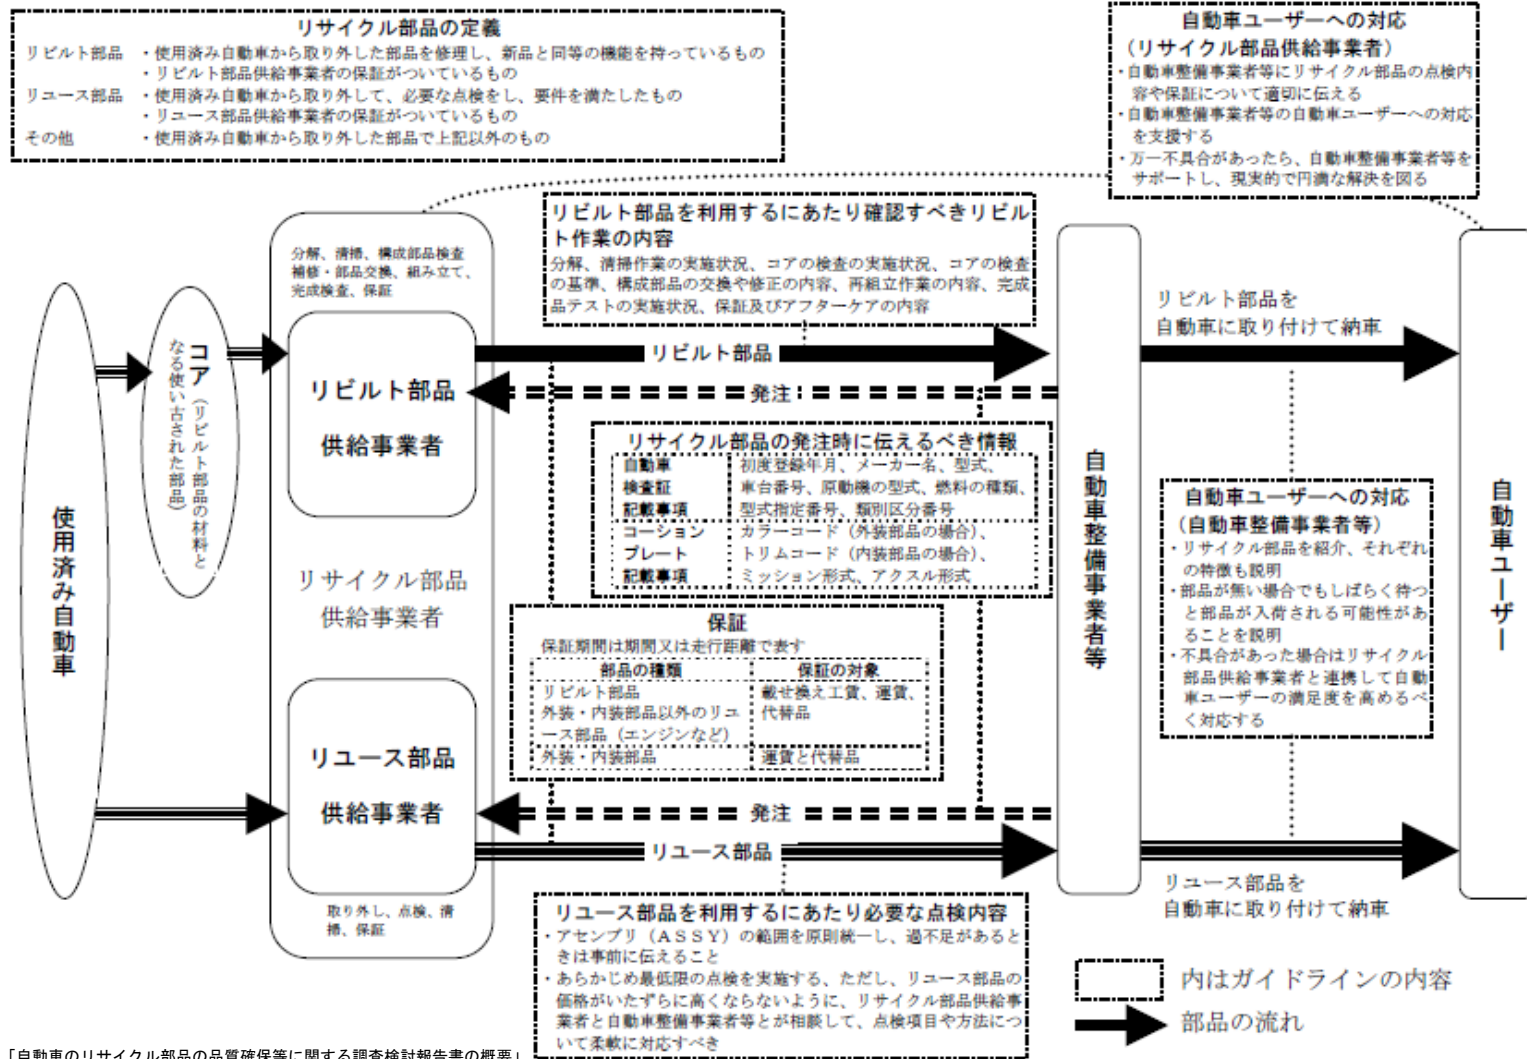 リサイクル部品の定義
リビルト部品 ・使用済み自動車から取り外した部品を修理し、新品と同等の機能を持っているもの
・リビルト部品供給事業者の保証がついているもの
リユース部品 ・使用済み自動車から取り外して、必要な点検をし、要件を満たしたもの
・リユース部品供給事業者の保証がついているもの
その他 ・使用済み自動車から取り外した部品で上記以外のもの
自動車ユーザーへの対応
(リサイクル部品供給事業者)
・自動車整備事業者等にリサイクル部品の点検内
容や保証について適切に伝える
・自動車整備事業者等の自動車ユーザーへの対応
を支援する
・万一不具合があったら、自動車整備事業者等を
サポートし、現実的で円満な解決を図る
リビルト部品を利用するにあたり確認すべきリビル
ト作業の内容
分解、清掃作業の実施状況、コアの検査の実施状況、コアの検査
の基準、構成部品の交換や修正の内容、再組立作業の内容、完成
品テストの実施状況、保証及びアフターケアの内容
分解、清掃、構成部品検査
補修・部品交換、組み立て、
完成検査、保証
使用済み自動車
コア(リビルト部品の材料と
なる使い古された部品)
リビルト部品
供給事業者
リサイクル部品
供給事業者
リユース部品
供給事業者
取り外し、点検、清
掃、保証
リビルト部品
発注
リサイクル部品の発注時に伝えるべき情報
自動車 初度登録年月、メーカー名、型式、
検査証 車台番号、原動機の型式、燃料の種類、
記載事項 型式指定番号、類別区分番号
コーション カラーコード(外装部品の場合)、
プレート トリムコード(内装部品の場合)、
記載事項 ミッション形式、アクスル形式
保証
保証期間は期間又は走行距離で表す
部品の種類 保証の対象
リビルト部品 載せ換え工賃、運賃、
外装・内装部品以外のリユ 代替品
ース部品(エンジンなど)
外装・内装部品 運賃と代替品
発注
リユース部品
リユース部品を利用するにあたり必要な点検内容
・アセンブリ(ASSY)の範囲を原則統一し、過不足があると
きは事前に伝えること
・あらかじめ最低限の点検を実施する、ただし、リユース部品の
価格がいたずらに高くならないように、リサイクル部品供給事
業者と自動車整備事業者等とが相談して、点検項目や方法につ
いて柔軟に対応すべき
自動車整備事業者等
リビルト部品を
自動車に取り付けて納車
自動車ユーザーへの対応
(自動車整備事業者等)
・リサイクル部品を紹介、それぞれ
の特徴も説明
・部品が無い場合でもしばらく待つ
と部品が入荷される可能性があ
ることを説明
・不具合があった場合はリサイクル
部品供給事業者と連携して自動
車ユーザーの満足度を高めるべ
く対応する
リユース部品を
自動車に取り付けて納車
自動車ユーザー
内はガイドラインの内容
部品の流れ
「自動車のリサイクル部品の品質確保等に関する調査検討報告書の概要」